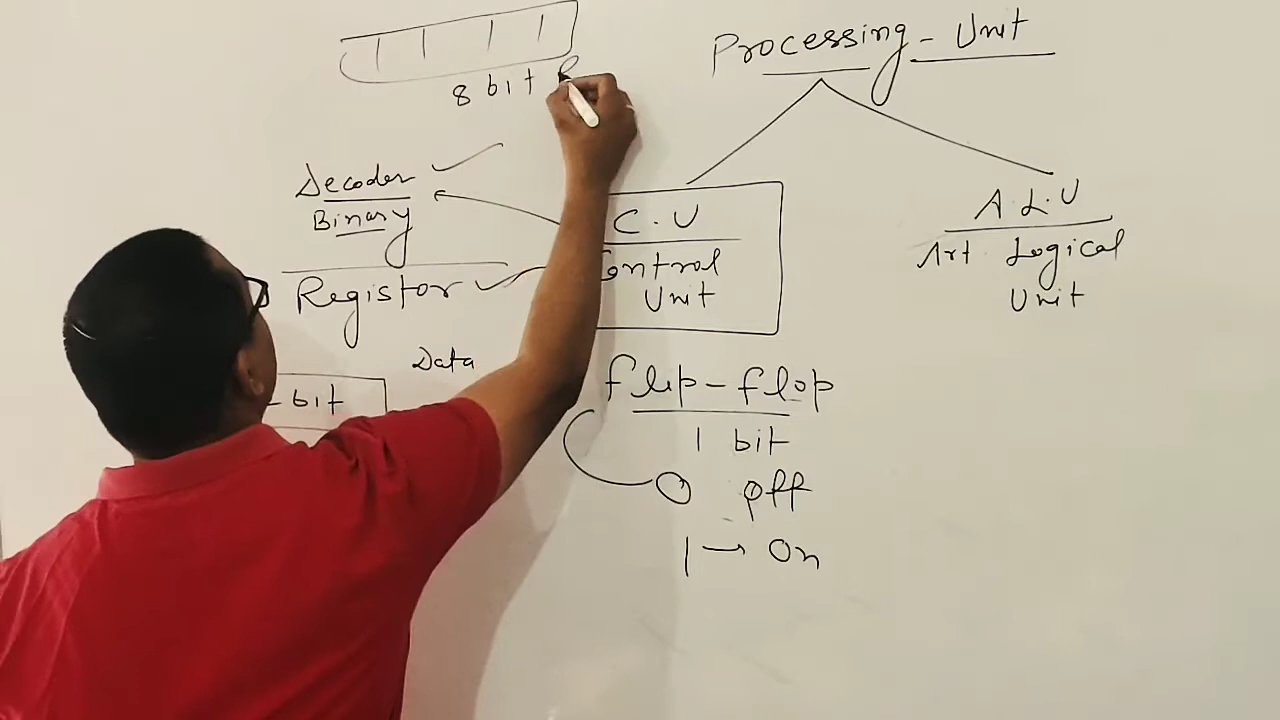 Processing - Unit
8 bit
Decoder
Binary
Registor
C.U
Control
Unit
A.L.U
Art. Logical
Unit
Data
bit
flip-flop
1 bit
0 off
1 → On